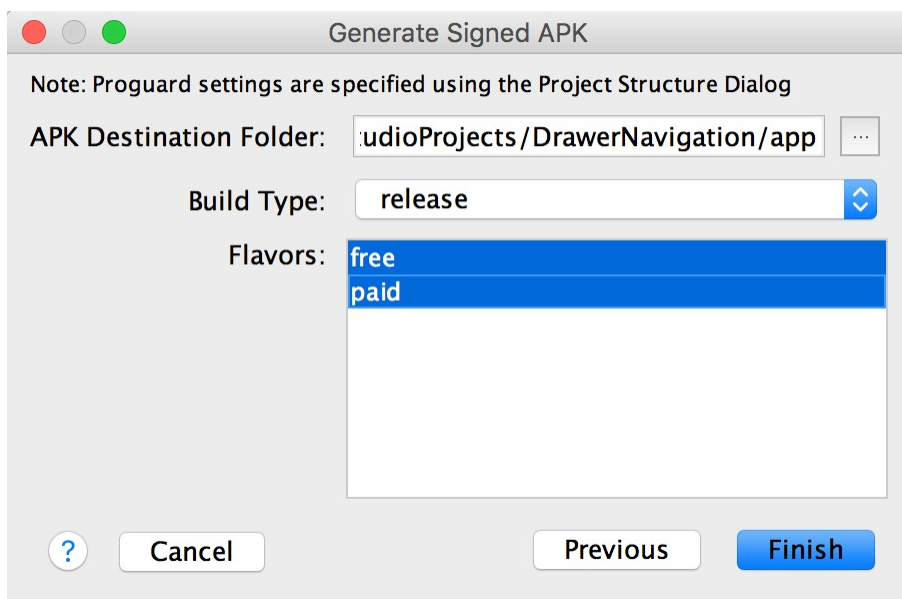 Generate Signed APK
Note: Proguard settings are specified using the Project Structure Dialog
APK Destination Folder: udioProjects/DrawerNavigation/app ...
Build Type: release
Flavors: free
paid
? Cancel Previous Finish